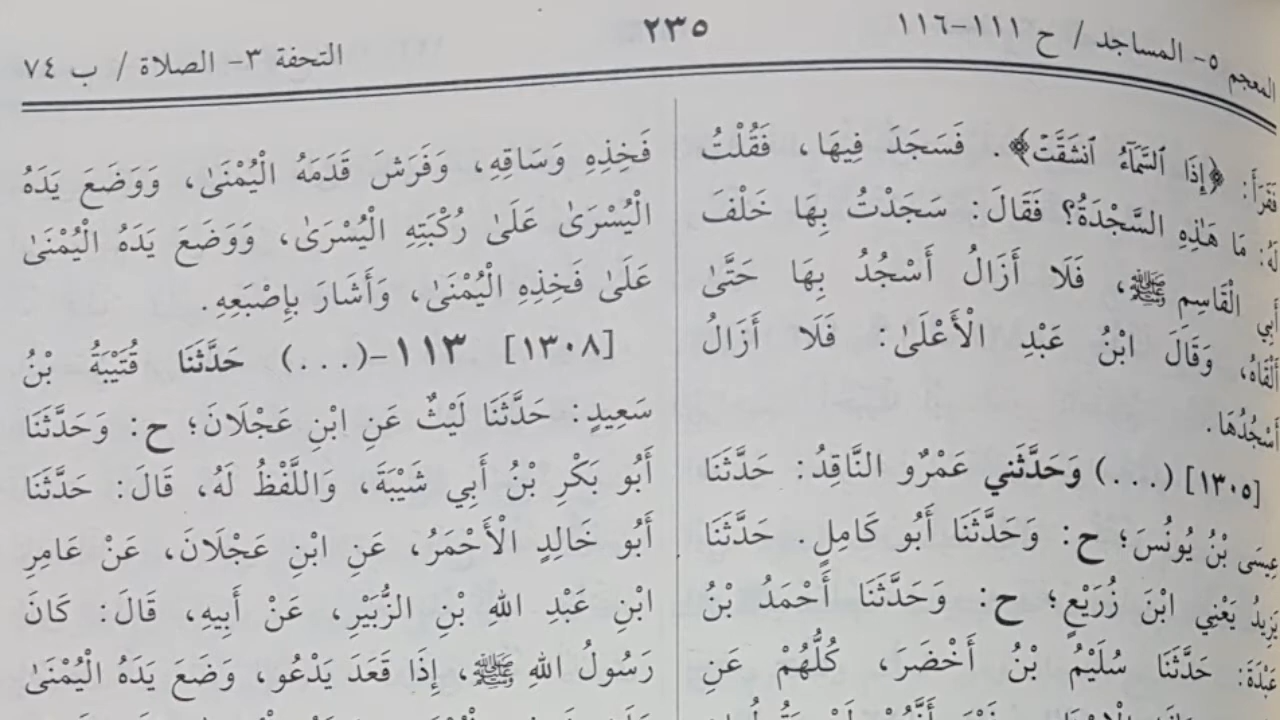 المعجم ٥- المساجد / ح ١١١-١١٦
٢٣٥
التحفة ٣- الصلاة / ب ٧٤
فَقَرَأَ: ﴿إِذَا ٱلسَّمَآءُ ٱنشَقَّتْ﴾. فَسَجَدَ فِيهَا، فَقُلْتُ
لَهُ: مَا هَٰذِهِ السَّجْدَةُ؟ فَقَالَ: سَجَدْتُ بِهَا خَلْفَ
أَبِي الْقَاسِمِ ﷺ، فَلَا أَزَالُ أَسْجُدُ بِهَا حَتَّىٰ
أَلْقَاهُ، وَقَالَ ابْنُ عَبْدِ الْأَعْلَىٰ: فَلَا أَزَالُ
أَسْجُدُهَا.
[١٣٠٥] (...) وَحَدَّثَنِي عَمْرٌو النَّاقِدُ: حَدَّثَنَا
عِيسَى بْنُ يُونُسَ؛ ح: وَحَدَّثَنَا أَبُو كَامِلٍ. حَدَّثَنَا
يَزِيدُ يَعْنِي ابْنَ زُرَيْعٍ؛ ح: وَحَدَّثَنَا أَحْمَدُ بْنُ
عَبْدَةَ: حَدَّثَنَا سُلَيْمُ بْنُ أَخْضَرَ، كُلُّهُمْ عَنِ
فَخِذِهِ وَسَاقِهِ، وَفَرَشَ قَدَمَهُ الْيُمْنَىٰ، وَوَضَعَ يَدَهُ
الْيُسْرَىٰ عَلَىٰ رُكْبَتِهِ الْيُسْرَىٰ، وَوَضَعَ يَدَهُ الْيُمْنَىٰ
عَلَىٰ فَخِذِهِ الْيُمْنَىٰ، وَأَشَارَ بِإِصْبَعِهِ.
[١٣٠٨] ١١٣-(...) حَدَّثَنَا قُتَيْبَةُ بْنُ
سَعِيدٍ: حَدَّثَنَا لَيْثٌ عَنِ ابْنِ عَجْلَانَ؛ ح: وَحَدَّثَنَا
أَبُو بَكْرِ بْنُ أَبِي شَيْبَةَ، وَاللَّفْظُ لَهُ، قَالَ: حَدَّثَنَا
أَبُو خَالِدٍ الْأَحْمَرُ، عَنِ ابْنِ عَجْلَانَ، عَنْ عَامِرِ
ابْنِ عَبْدِ اللهِ بْنِ الزُّبَيْرِ، عَنْ أَبِيهِ، قَالَ: كَانَ
رَسُولُ اللهِ ﷺ، إِذَا قَعَدَ يَدْعُو، وَضَعَ يَدَهُ الْيُمْنَىٰ